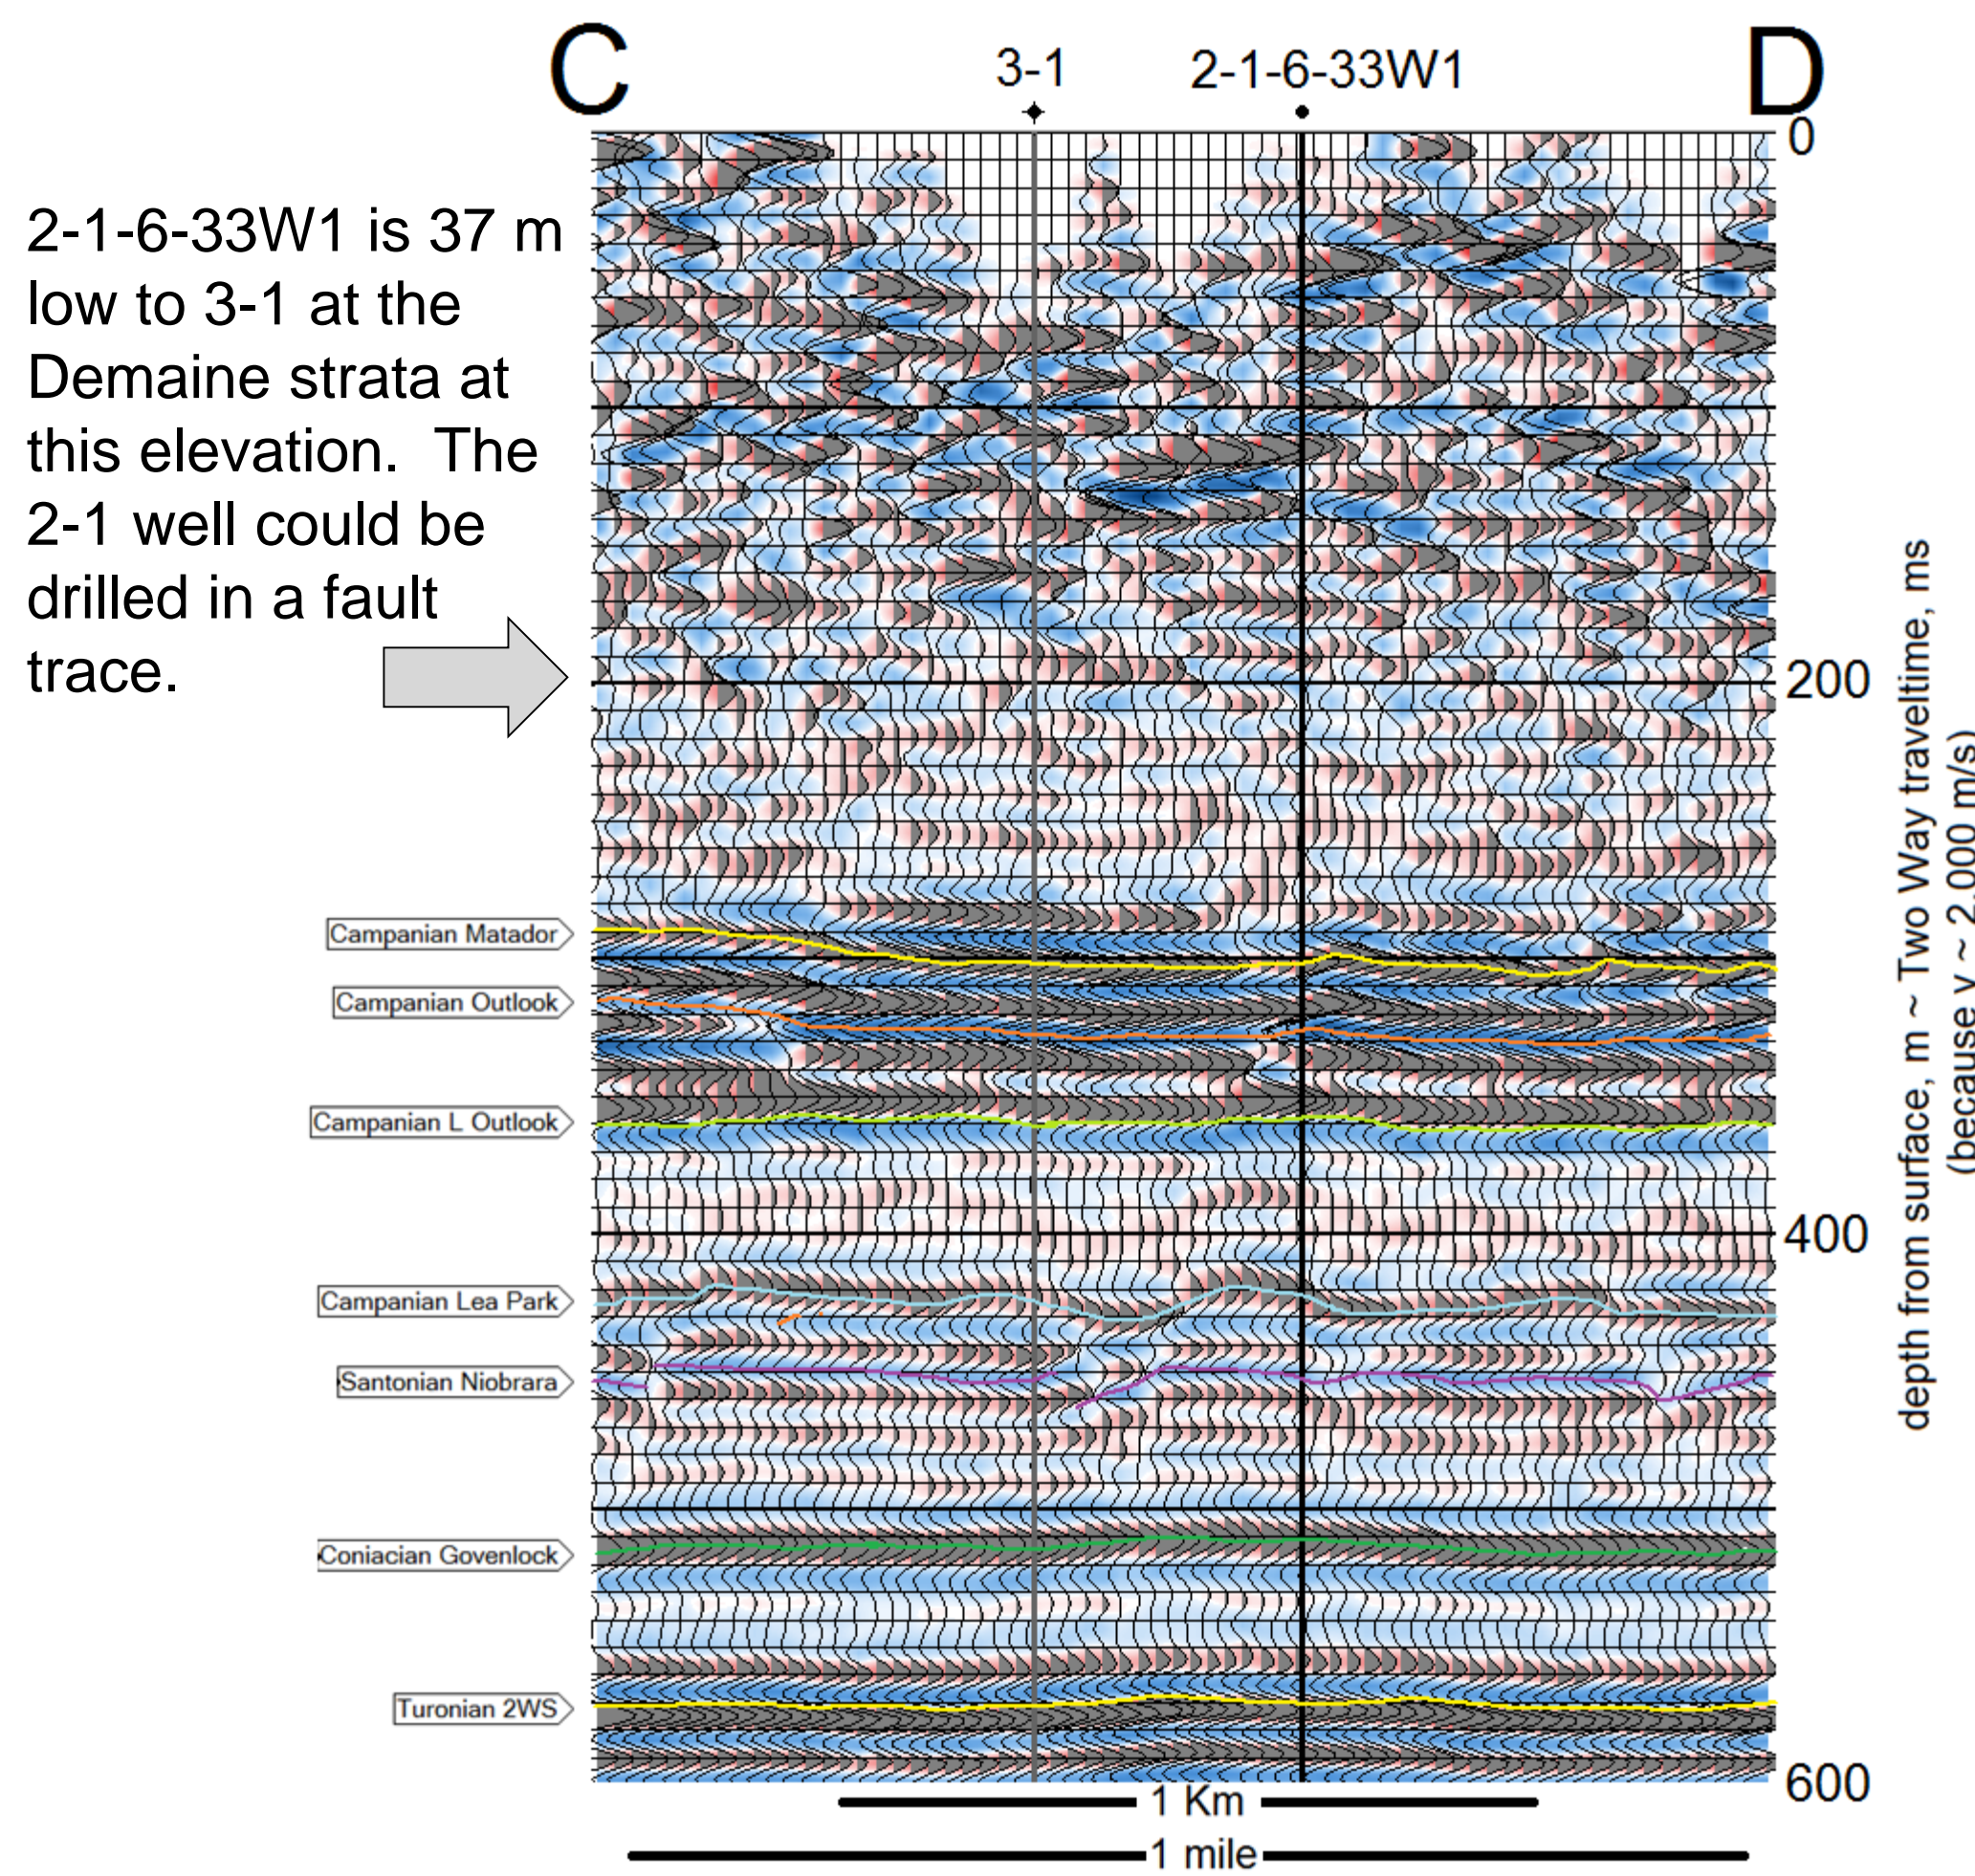 C
3-1
2-1-6-33W1
D
2-1-6-33W1 is 37 m
low to 3-1 at the
Demaine strata at
this elevation.  The
2-1 well could be
drilled in a fault
trace.
0
200
400
600
depth from surface, m ~ Two Way traveltime, ms
(because v ~ 2,000 m/s)
Campanian Matador
Campanian Outlook
Campanian L Outlook
Campanian Lea Park
Santonian Niobrara
Coniacian Govenlock
Turonian 2WS
1 Km
1 mile